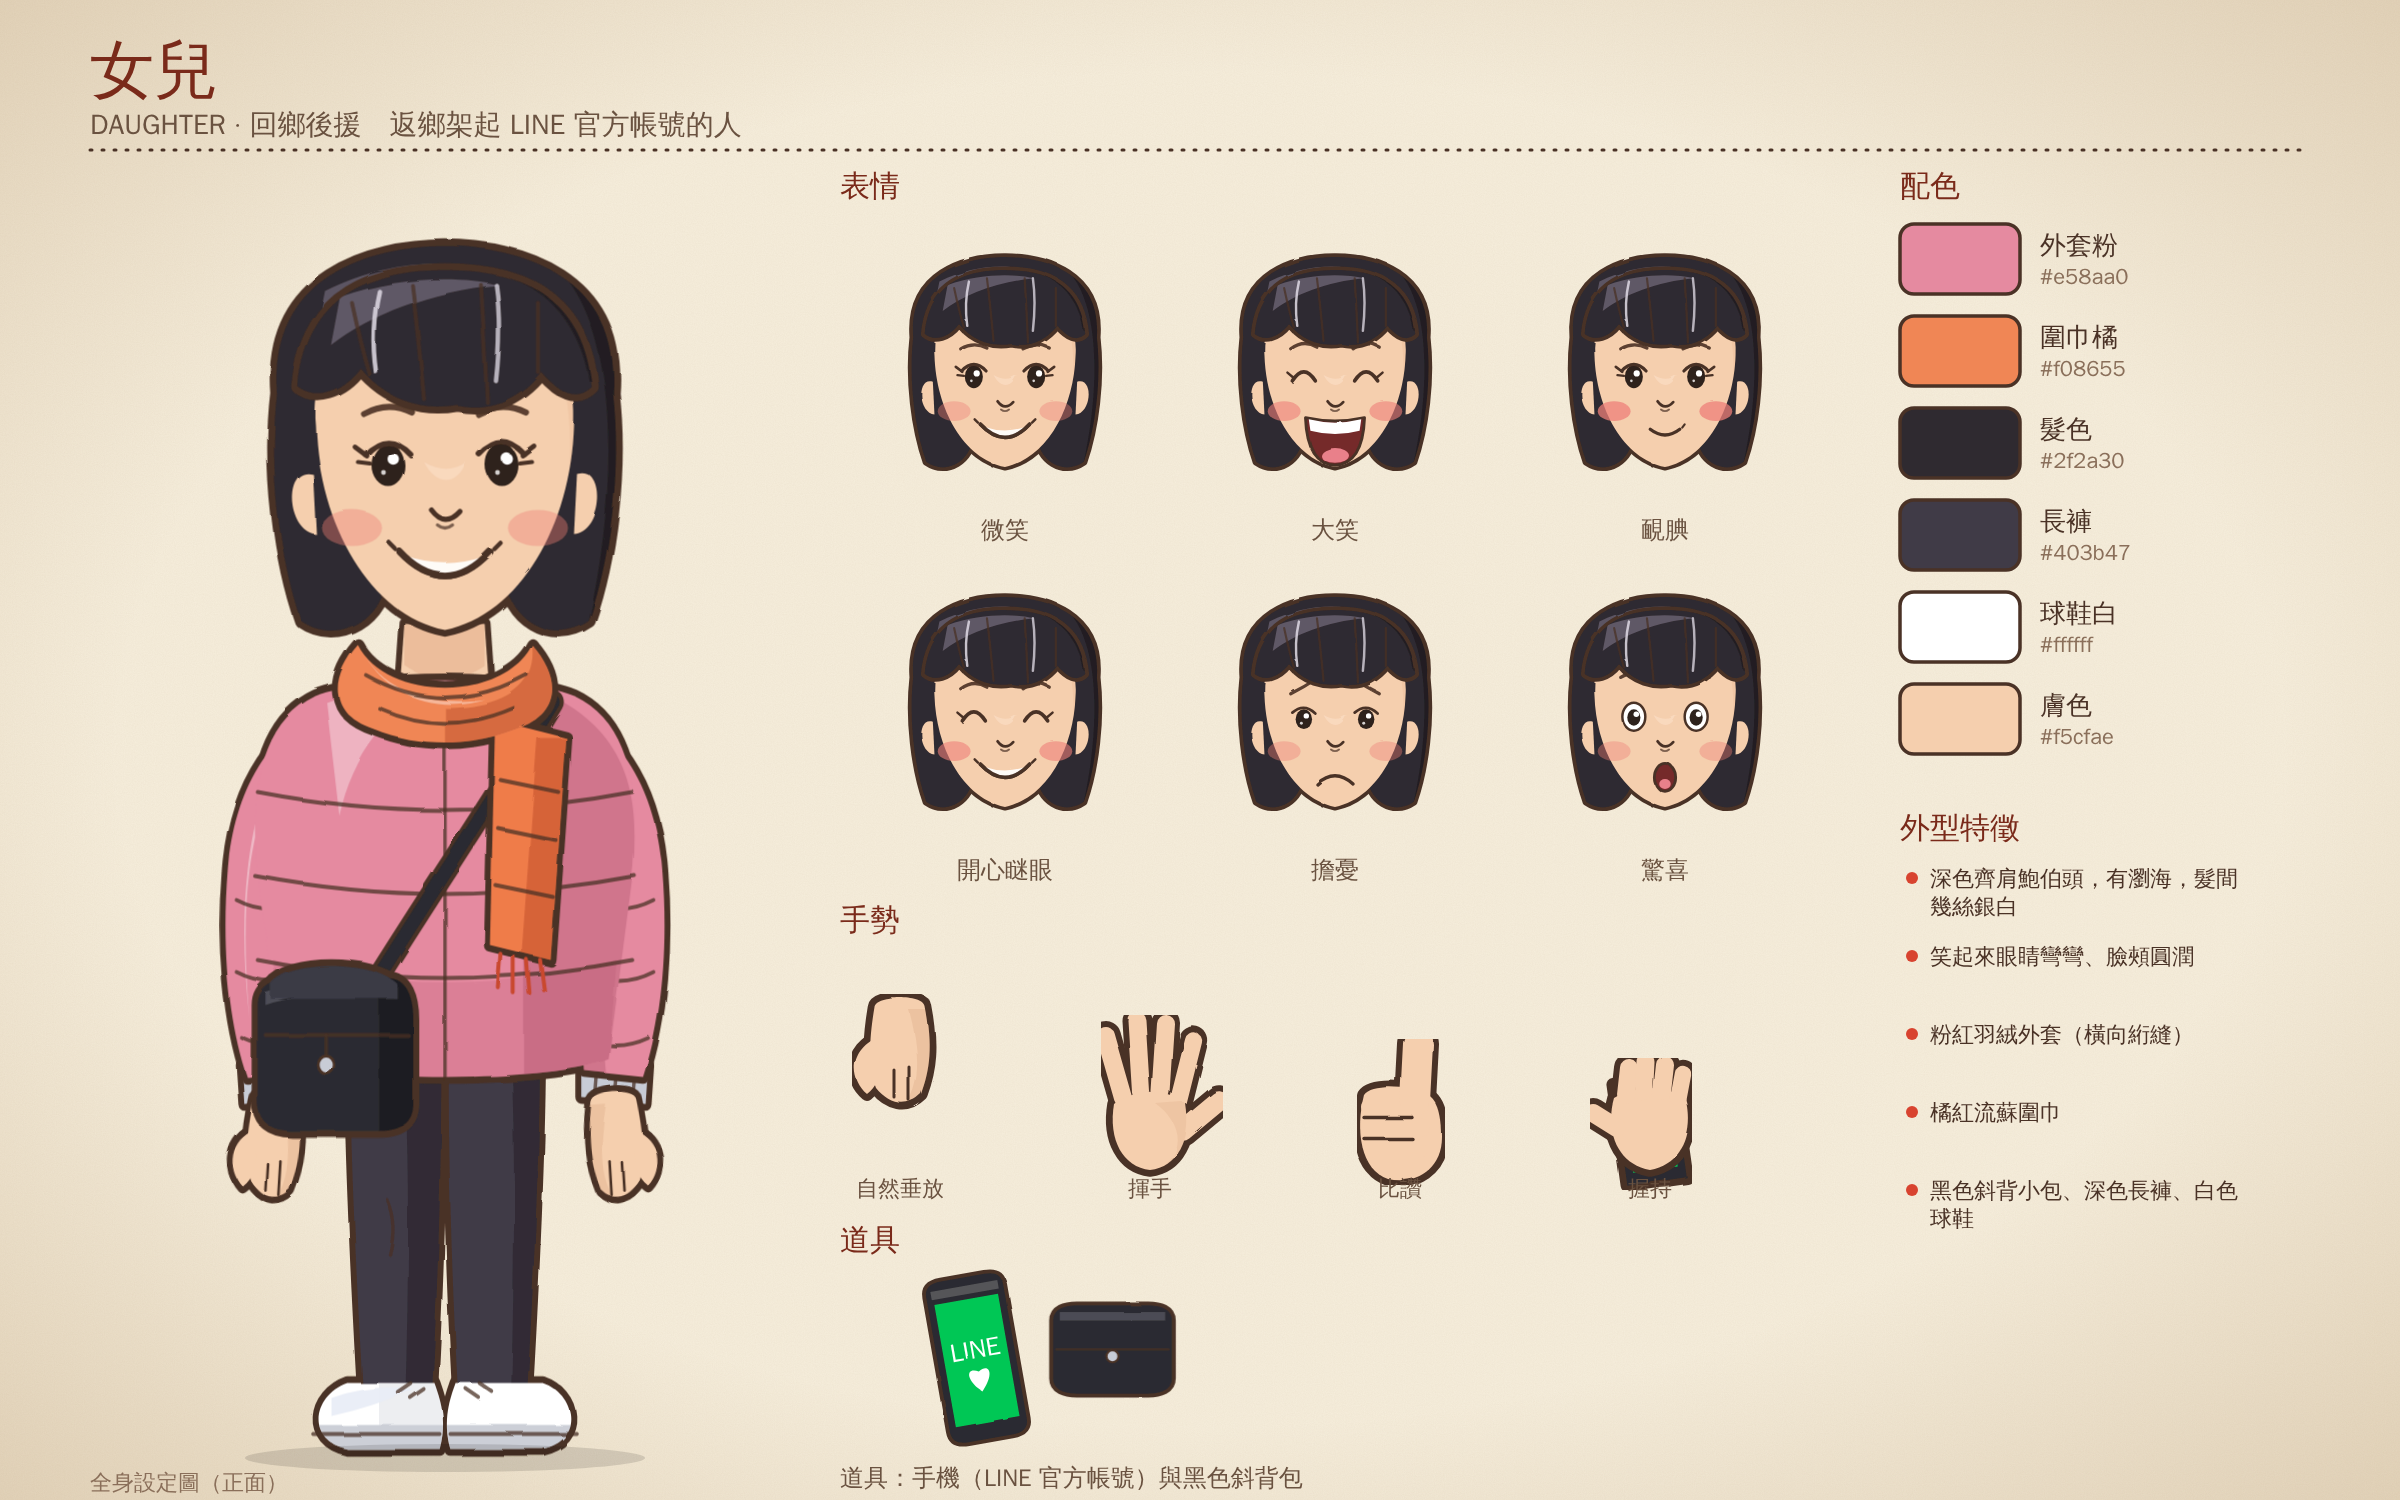 女兒
DAUGHTER · 回鄉後援　返鄉架起 LINE 官方帳號的人
表情
微笑
大笑
靦腆
開心瞇眼
擔憂
驚喜
手勢
自然垂放
揮手
比讚
握持
道具
LINE
道具：手機（LINE 官方帳號）與黑色斜背包
配色
外套粉
#e58aa0
圍巾橘
#f08655
髮色
#2f2a30
長褲
#403b47
球鞋白
#ffffff
膚色
#f5cfae
外型特徵
深色齊肩鮑伯頭，有瀏海，髮間
幾絲銀白
笑起來眼睛彎彎、臉頰圓潤
粉紅羽絨外套（橫向絎縫）
橘紅流蘇圍巾
黑色斜背小包、深色長褲、白色
球鞋
全身設定圖（正面）